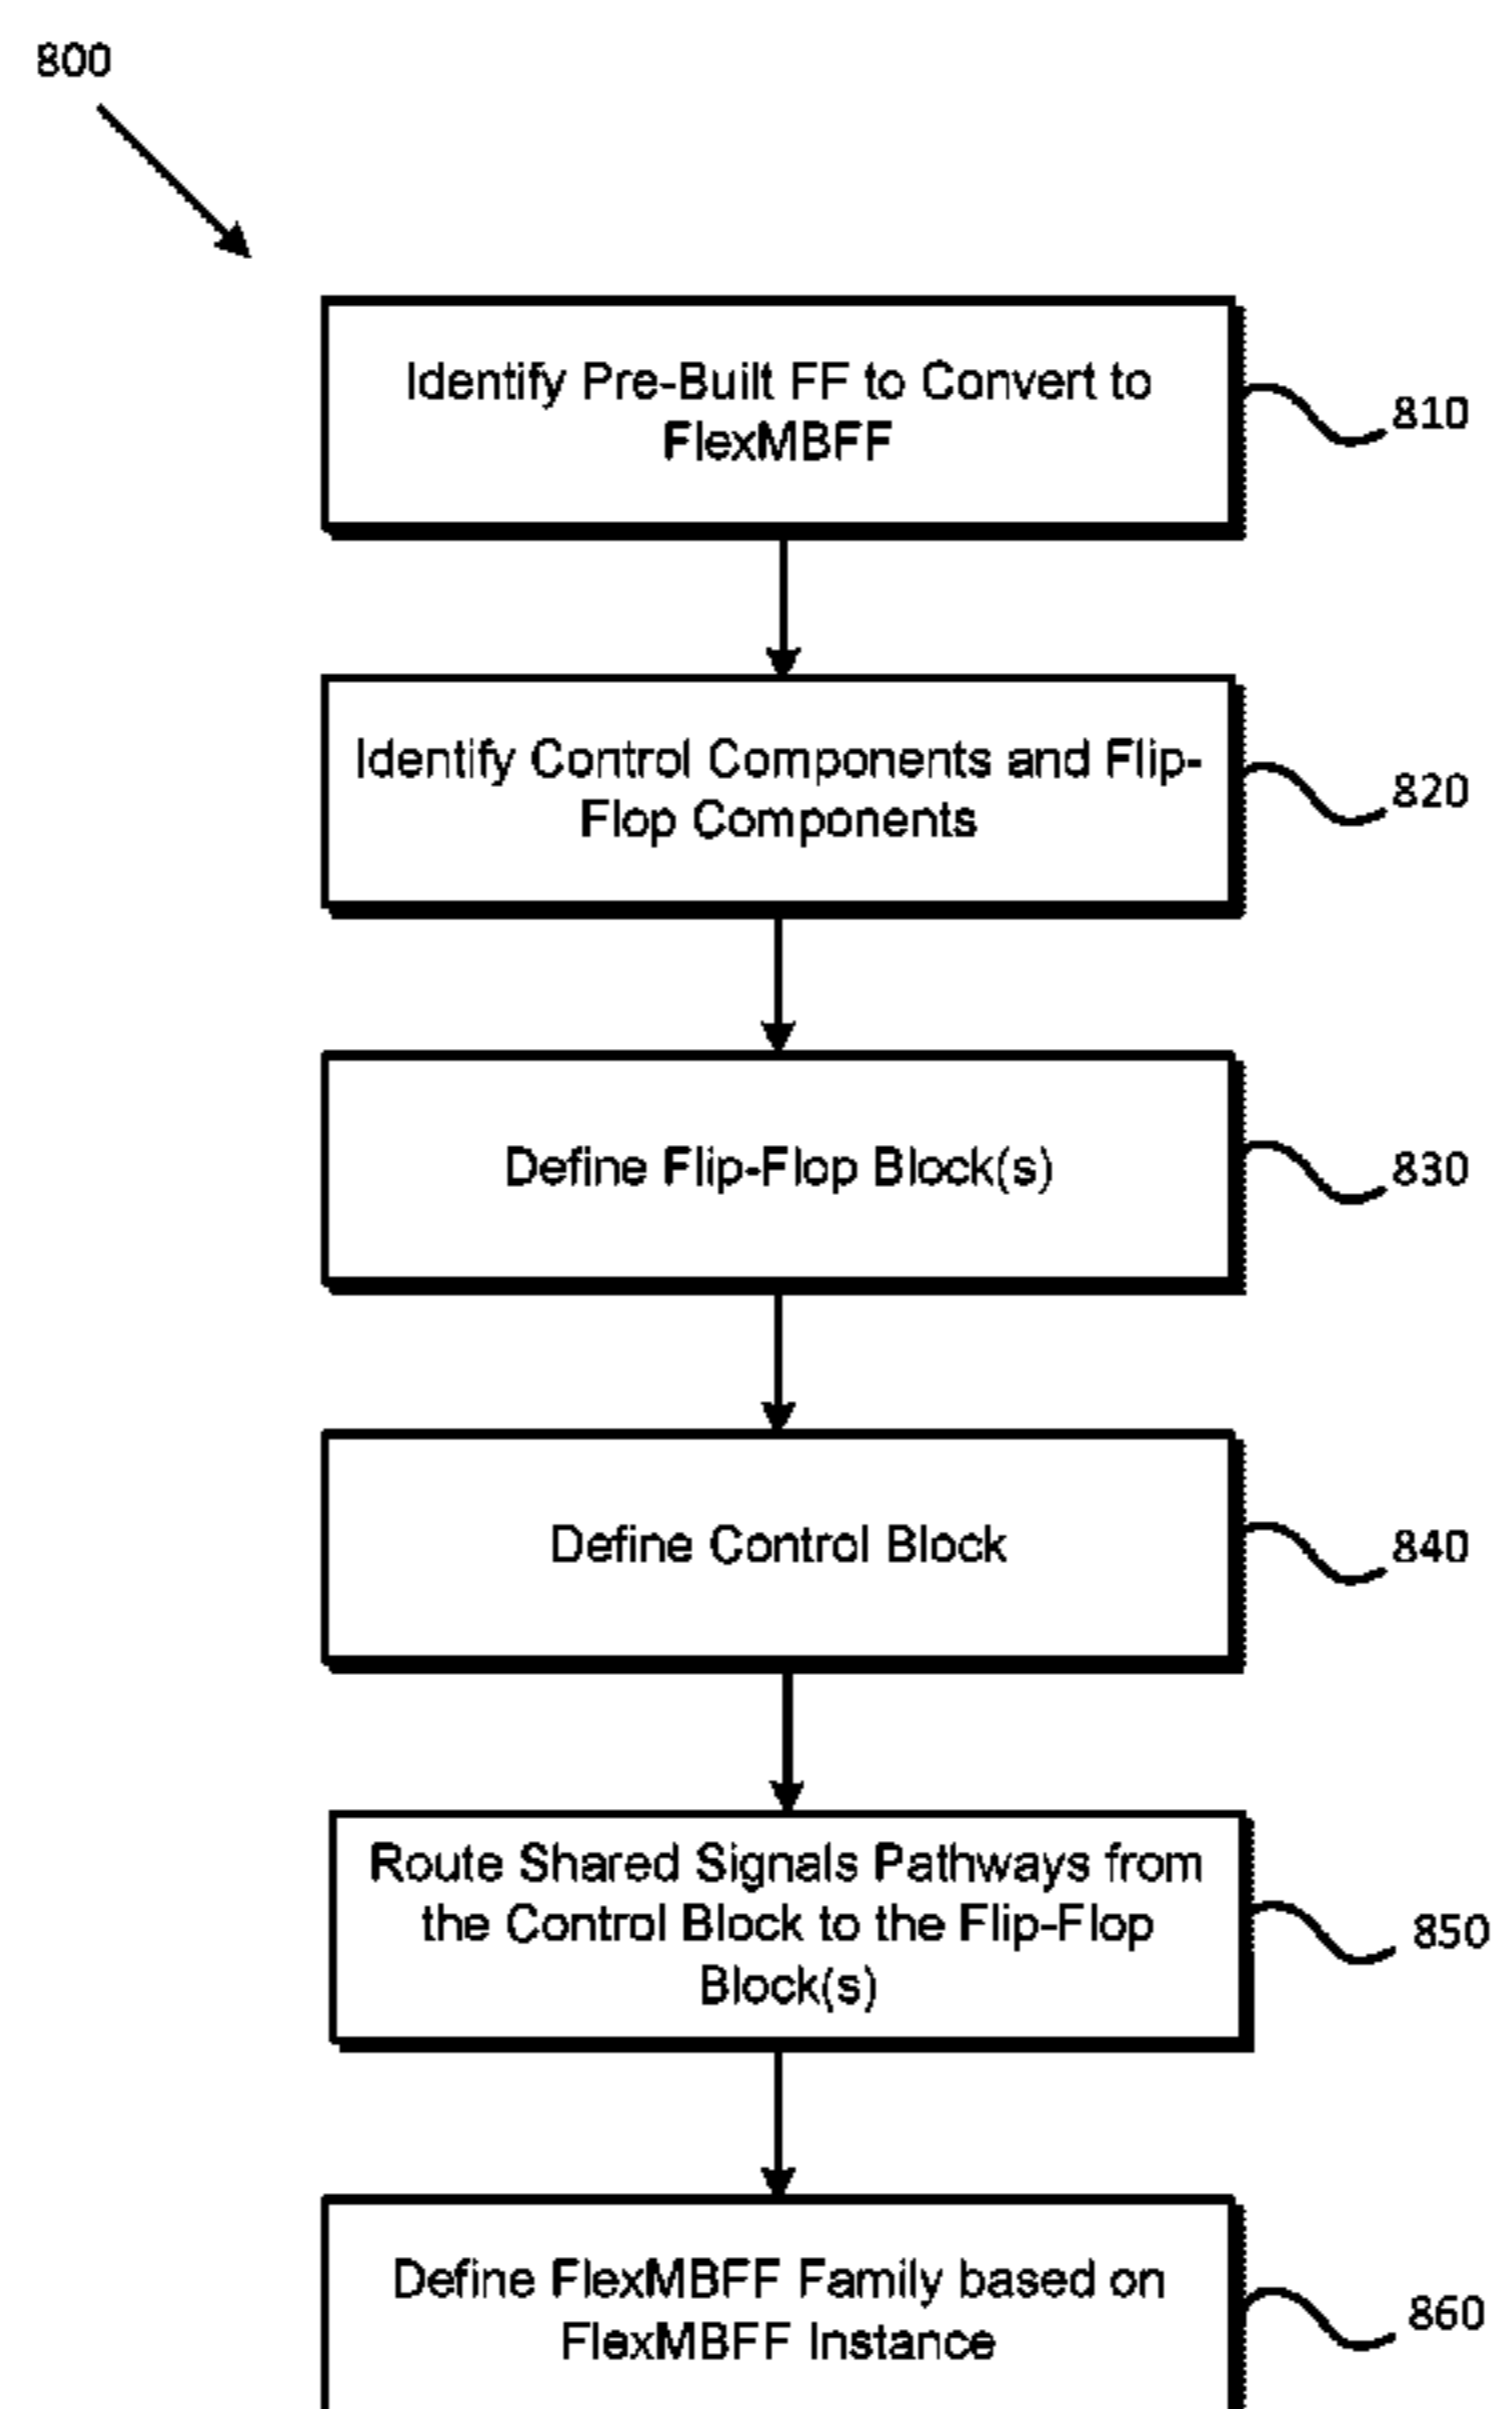 800
Identify Pre-Built FF to Convert to
FlexMBFF
810
Identify Control Components and Flip-
Flop Components
820
Define Flip-Flop Block(s)
830
Define Control Block
840
Route Shared Signals Pathways from
the Control Block to the Flip-Flop
Block(s)
850
Define FlexMBFF Family based on
FlexMBFF Instance
860